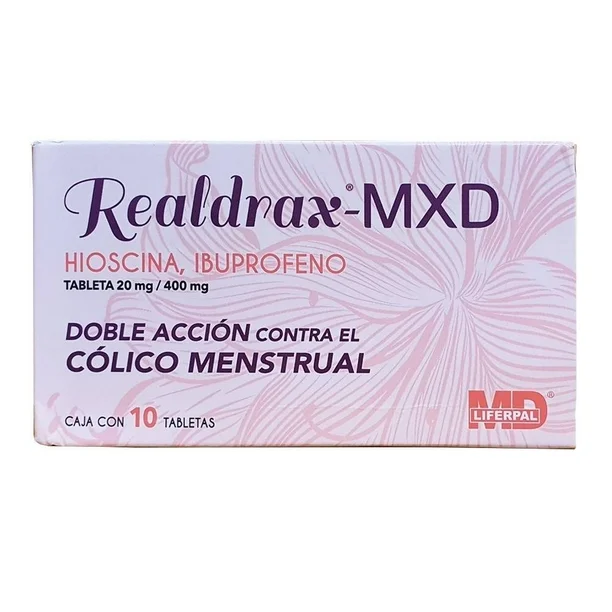 Realdrax®-MXD
HIOSCINA, IBUPROFENO
TABLETA 20 mg / 400 mg
DOBLE ACCIÓN CONTRA EL
CÓLICO MENSTRUAL
CAJA CON 10 TABLETAS
MD®
LIFERPAL